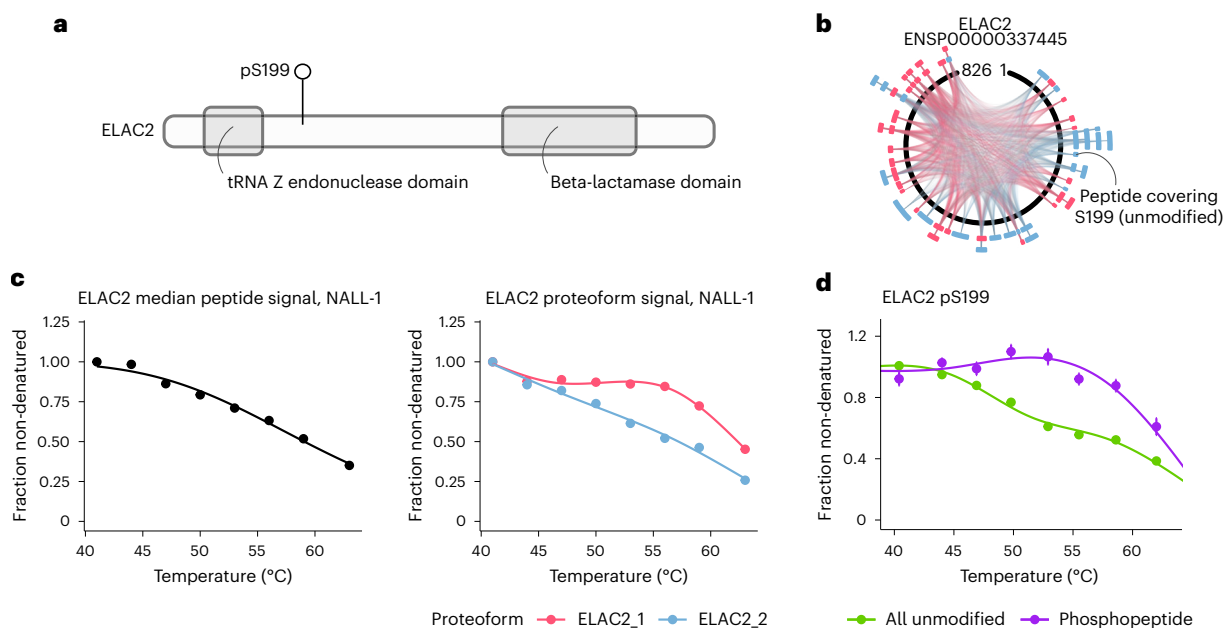 a
pS199
ELAC2
tRNA Z endonuclease domain
Beta-lactamase domain
b
ELAC2
ENSP00000337445
826 1
Peptide covering
S199 (unmodified)
c
ELAC2 median peptide signal, NALL-1
Fraction non-denatured
1.25
1.00
0.75
0.50
0.25
0
40 45 50 55 60
Temperature (°C)
ELAC2 proteoform signal, NALL-1
Fraction non-denatured
1.25
1.00
0.75
0.50
0.25
0
40 45 50 55 60
Temperature (°C)
Proteoform ELAC2_1 ELAC2_2
d
ELAC2 pS199
Fraction non-denatured
1.2
0.8
0.4
0
40 45 50 55 60
Temperature (°C)
All unmodified Phosphopeptide